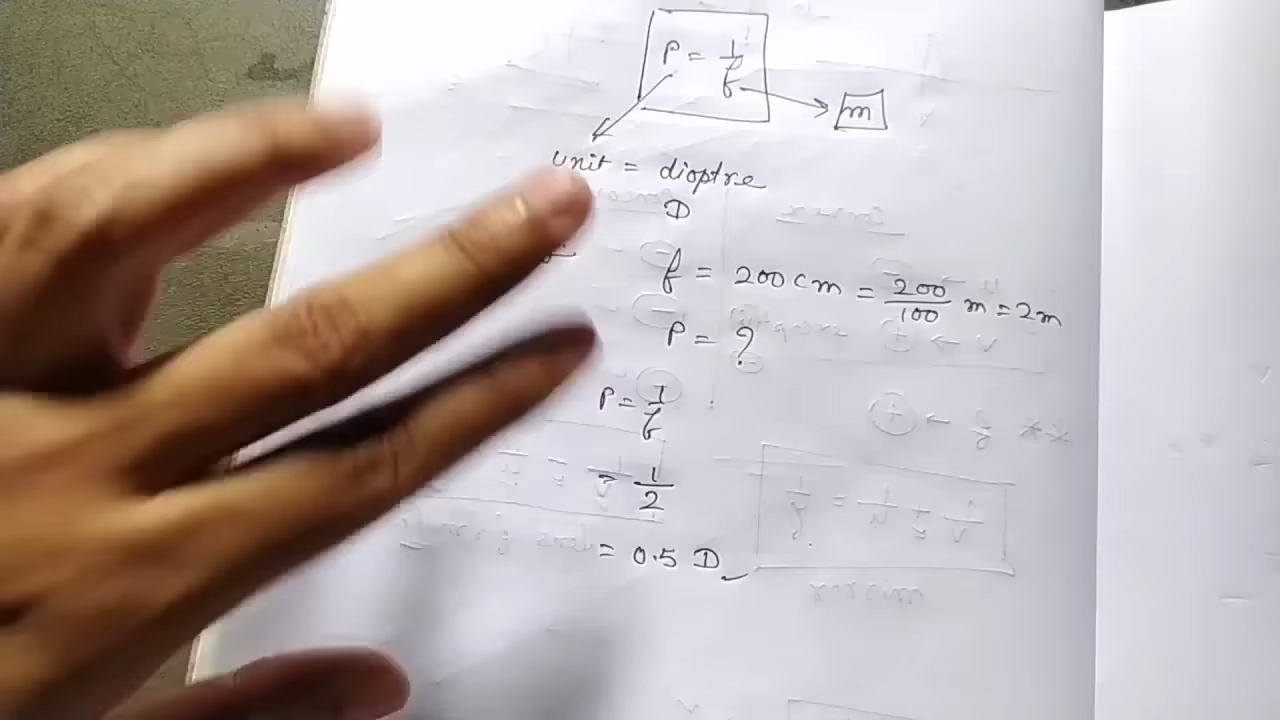 P = 1/f
m
unit = dioptre
D
f = 200 cm = 200/100 m = 2m
P = ?
P = 1/f
= 1/2
= 0.5 D